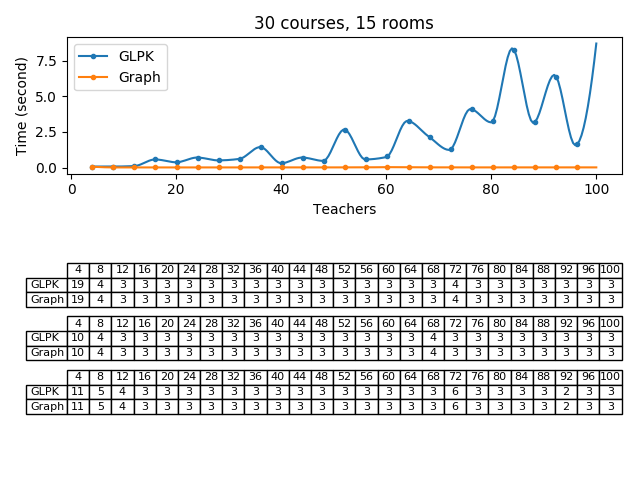 30 courses, 15 rooms
GLPK
Graph
Time (second)
7.5
5.0
2.5
0.0
0 20 40 60 80 100
Teachers
4 8 12 16 20 24 28 32 36 40 44 48 52 56 60 64 68 72 76 80 84 88 92 96 100
GLPK 19 4 3 3 3 3 3 3 3 3 3 3 3 3 3 3 3 4 3 3 3 3 3 3 3
Graph 19 4 3 3 3 3 3 3 3 3 3 3 3 3 3 3 3 4 3 3 3 3 3 3 3
4 8 12 16 20 24 28 32 36 40 44 48 52 56 60 64 68 72 76 80 84 88 92 96 100
GLPK 10 4 3 3 3 3 3 3 3 3 3 3 3 3 3 3 4 3 3 3 3 3 3 3 3
Graph 10 4 3 3 3 3 3 3 3 3 3 3 3 3 3 3 4 3 3 3 3 3 3 3 3
4 8 12 16 20 24 28 32 36 40 44 48 52 56 60 64 68 72 76 80 84 88 92 96 100
GLPK 11 5 4 3 3 3 3 3 3 3 3 3 3 3 3 3 3 6 3 3 3 3 2 3 3
Graph 11 5 4 3 3 3 3 3 3 3 3 3 3 3 3 3 3 6 3 3 3 3 2 3 3